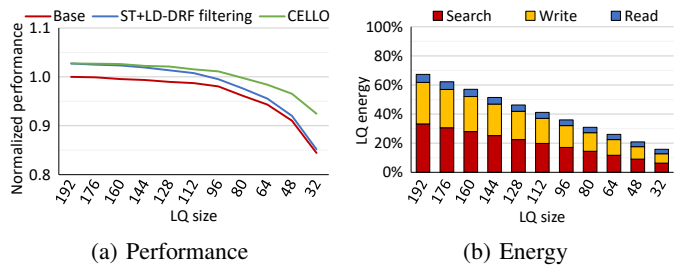 Base ST+LD-DRF filtering CELLO
Normalized performance
1.1
1.0
0.9
0.8
192 176 160 144 128 112 96 80 64 48 32
LQ size
(a) Performance
Search Write Read
LQ energy
100%
80%
60%
40%
20%
0%
192 176 160 144 128 112 96 80 64 48 32
LQ size
(b) Energy